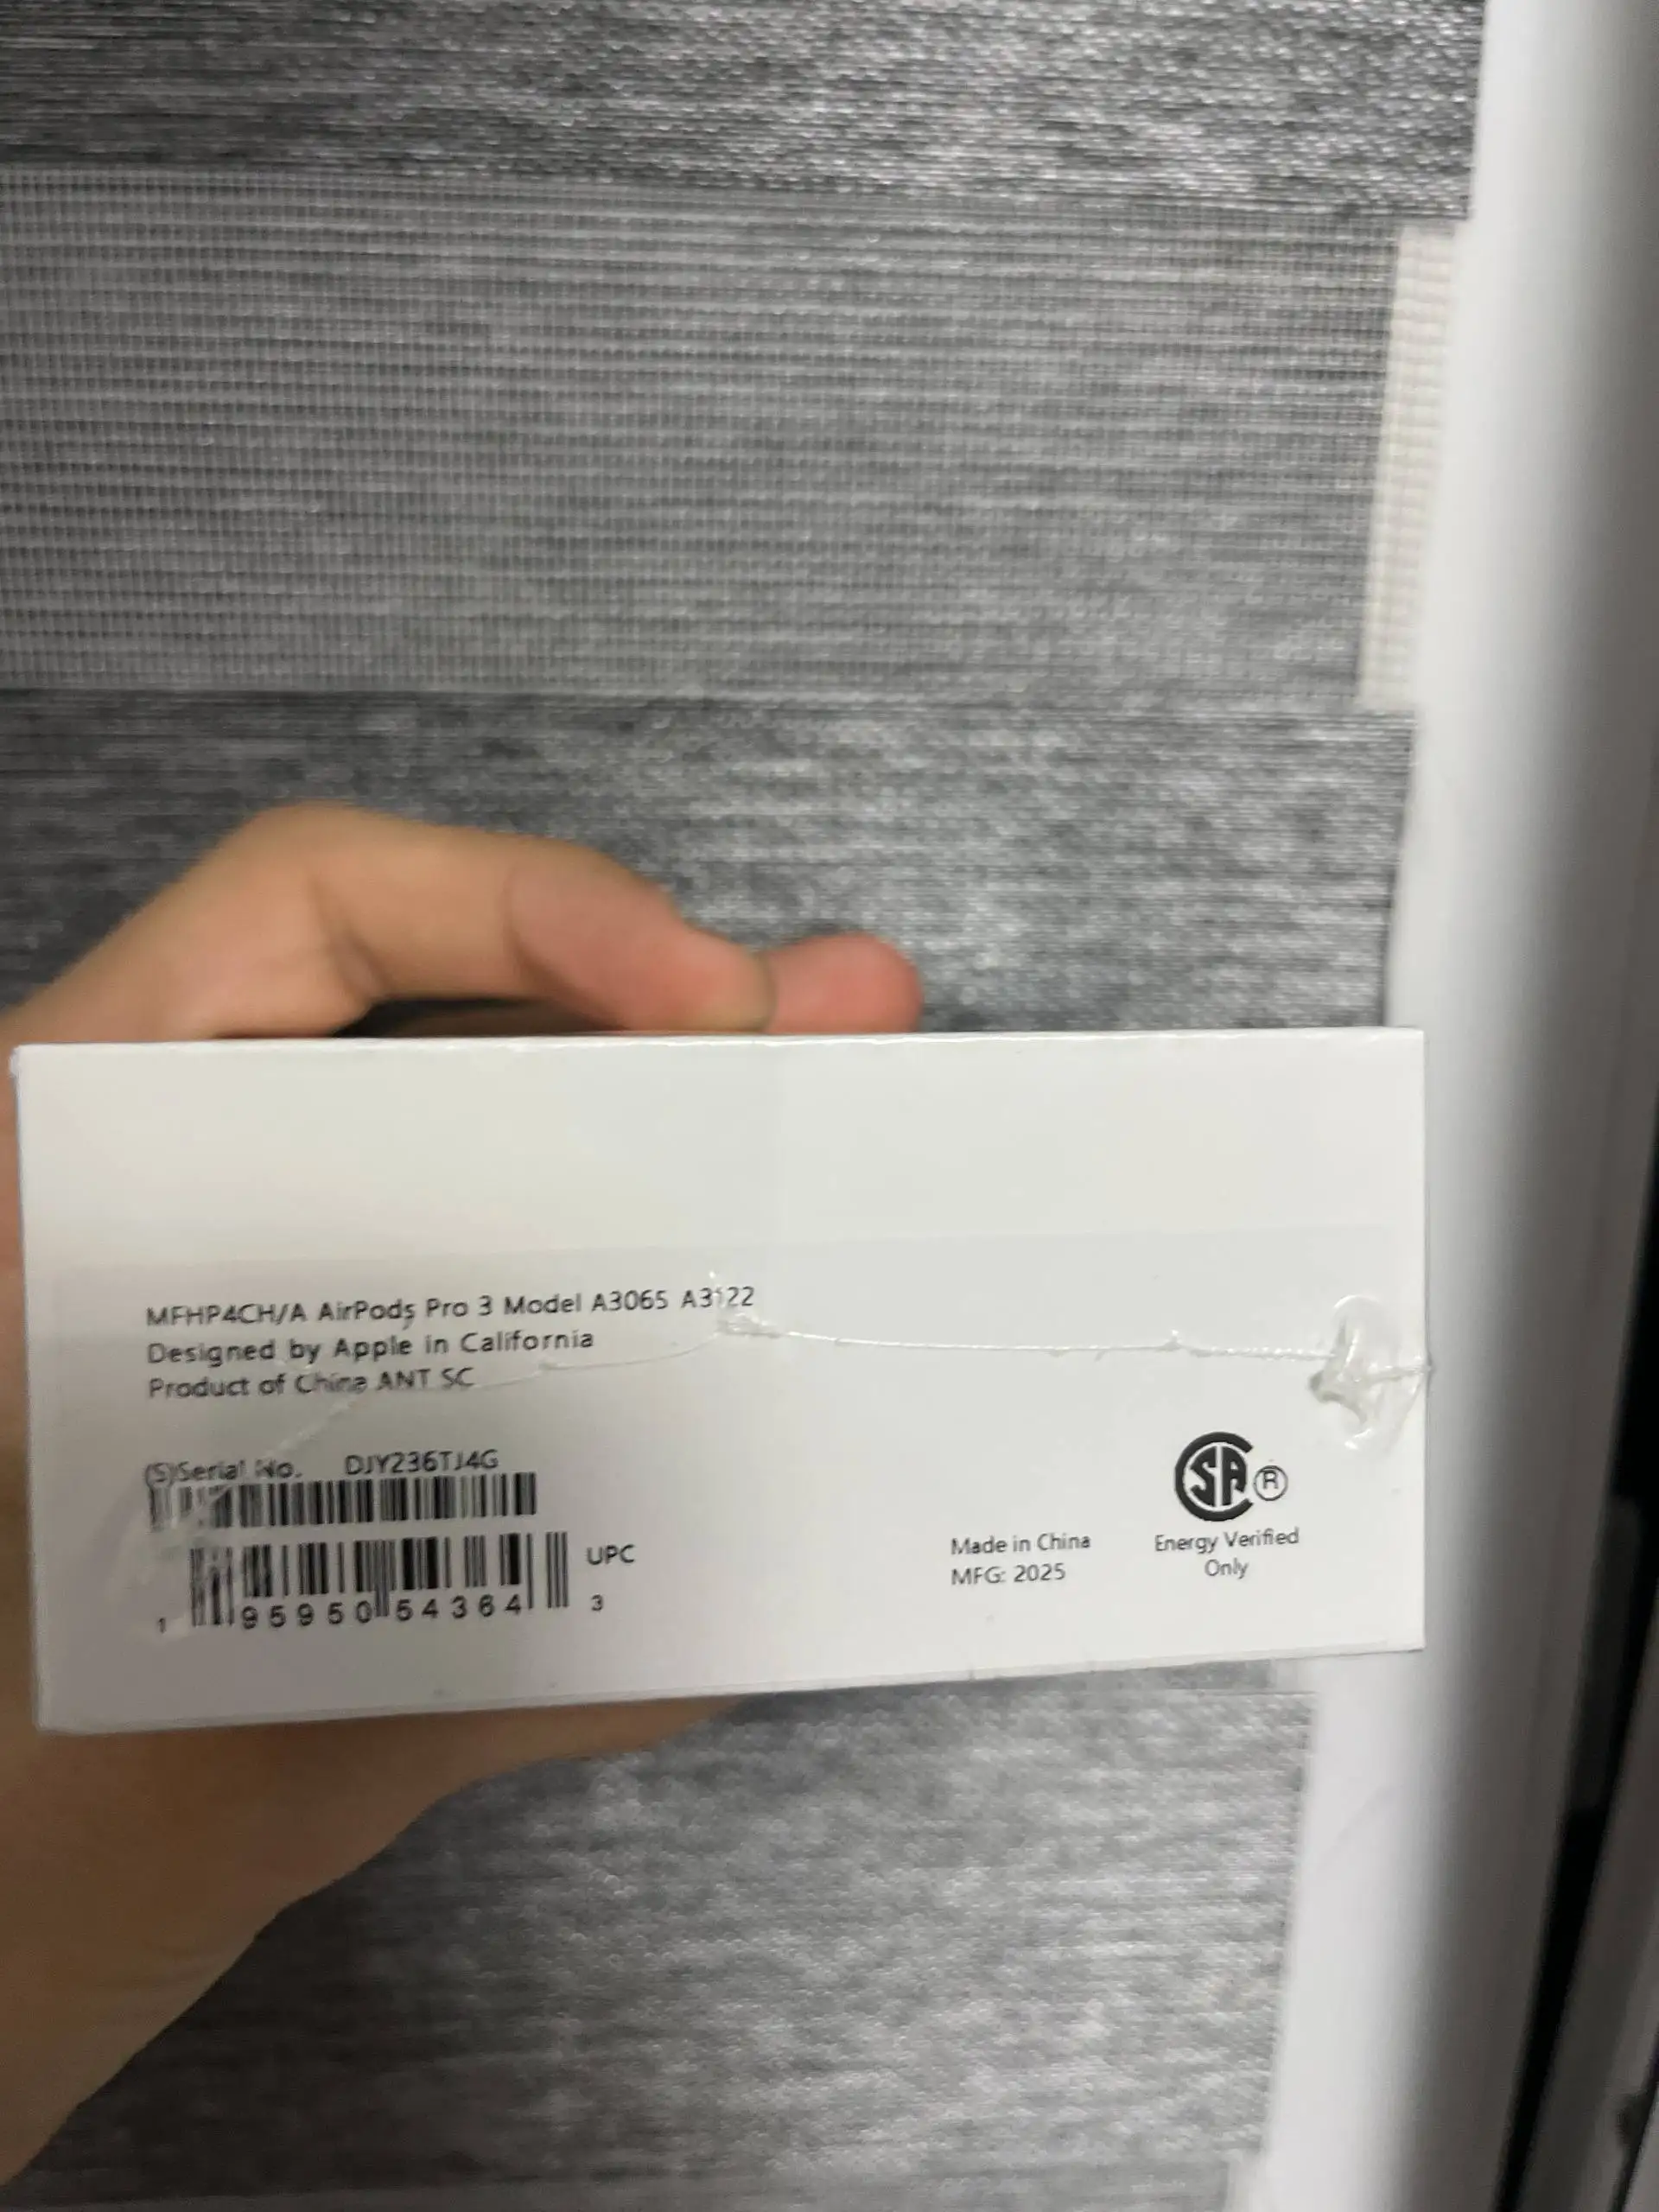 MFHP4CH/A AirPods Pro 3 Model A3065 A3122
Designed by Apple in California
Product of China ANT SC
(S)Serial No. DJY236TJ4G
UPC
1 95950 54364 3
Made in China
MFG: 2025
SA®
Energy Verified
Only